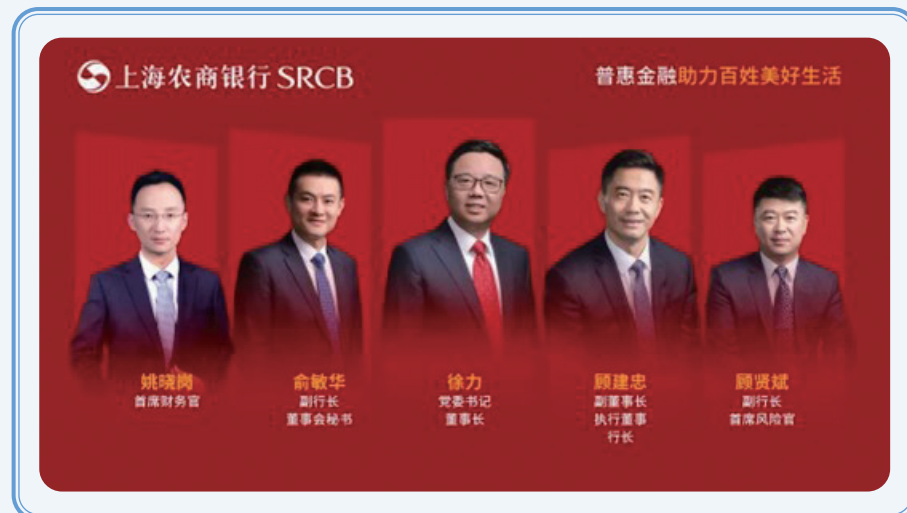 上海农商银行 SRCB
普惠金融助力百姓美好生活
姚晓岗
首席财务官
俞敏华
副行长
董事会秘书
徐力
党委书记
董事长
顾建忠
副董事长
执行董事
行长
顾贤斌
副行长
首席风险官